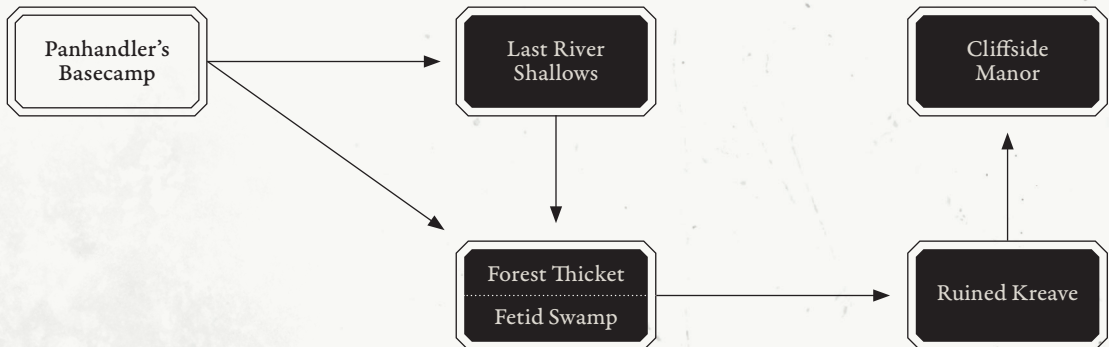 Panhandler’s
Basecamp
Last River
Shallows
Cliffside
Manor
Forest Thicket
Fetid Swamp
Ruined Kreave